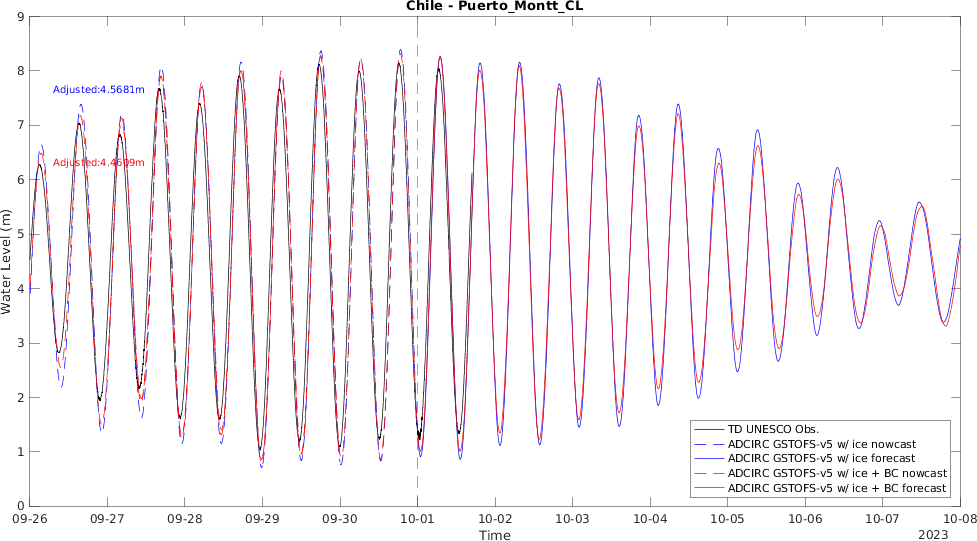 Chile - Puerto_Montt_CL
9
8
7
6
5
4
3
2
1
0
Water Level (m)
Adjusted:4.5681m
Adjusted:4.4609m
TD UNESCO Obs.
ADCIRC GSTOFS-v5 w/ ice nowcast
ADCIRC GSTOFS-v5 w/ ice forecast
ADCIRC GSTOFS-v5 w/ ice + BC nowcast
ADCIRC GSTOFS-v5 w/ ice + BC forecast
09-26 09-27 09-28 09-29 09-30 10-01 10-02 10-03 10-04 10-05 10-06 10-07 10-08
Time
2023